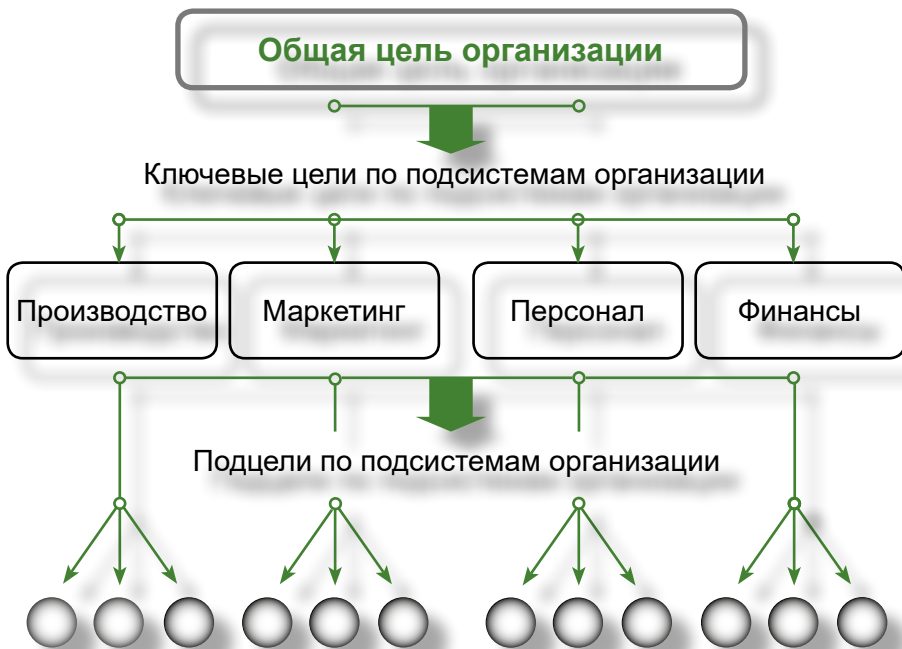 Общая цель организации
Ключевые цели по подсистемам организации
Производство
Маркетинг
Персонал
Финансы
Подцели по подсистемам организации